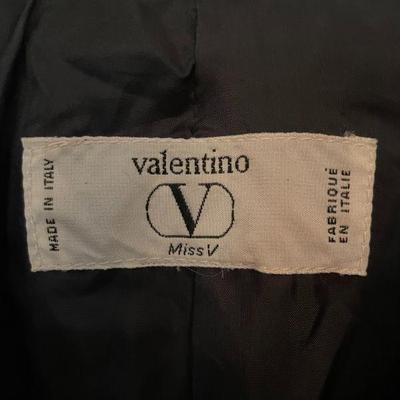 MADE IN ITALY
valentino
V
Miss V
FABRIQUÉ
EN ITALIE